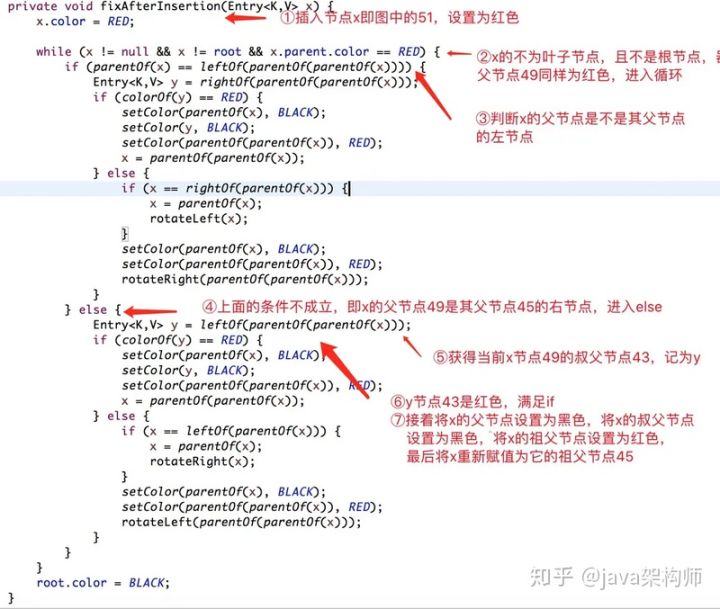 private void fixAfterInsertion(Entry<K,V> x) {
x.color = RED;
①插入节点x即图中的51，设置为红色
while (x != null && x != root && x.parent.color == RED) {
②x的不为叶子节点，且不是根节点，
父节点49同样为红色，进入循环
if (parentOf(x) == leftOf(parentOf(parentOf(x)))) {
Entry<K,V> y = rightOf(parentOf(parentOf(x)));
if (colorOf(y) == RED) {
setColor(parentOf(x), BLACK);
③判断x的父节点是不是其父节点
的左节点
setColor(y, BLACK);
setColor(parentOf(parentOf(x)), RED);
x = parentOf(parentOf(x));
} else {
if (x == rightOf(parentOf(x))) {
x = parentOf(x);
rotateLeft(x);
}
setColor(parentOf(x), BLACK);
setColor(parentOf(parentOf(x)), RED);
rotateRight(parentOf(parentOf(x)));
}
} else {
④上面的条件不成立，即x的父节点49是其父节点45的右节点，进入else
Entry<K,V> y = leftOf(parentOf(parentOf(x)));
if (colorOf(y) == RED) {
⑤获得当前x节点49的叔父节点43，记为y
setColor(parentOf(x), BLACK);
setColor(y, BLACK);
setColor(parentOf(parentOf(x)), RED);
x = parentOf(parentOf(x));
⑥y节点43是红色，满足if
⑦接着将x的父节点设置为黑色，将x的叔父节点
设置为黑色，将x的祖父节点设置为红色，
最后将x重新赋值为它的祖父节点45
} else {
if (x == leftOf(parentOf(x))) {
x = parentOf(x);
rotateRight(x);
}
setColor(parentOf(x), BLACK);
setColor(parentOf(parentOf(x)), RED);
rotateLeft(parentOf(parentOf(x)));
}
}
}
root.color = BLACK;
}
知乎 @java架构师